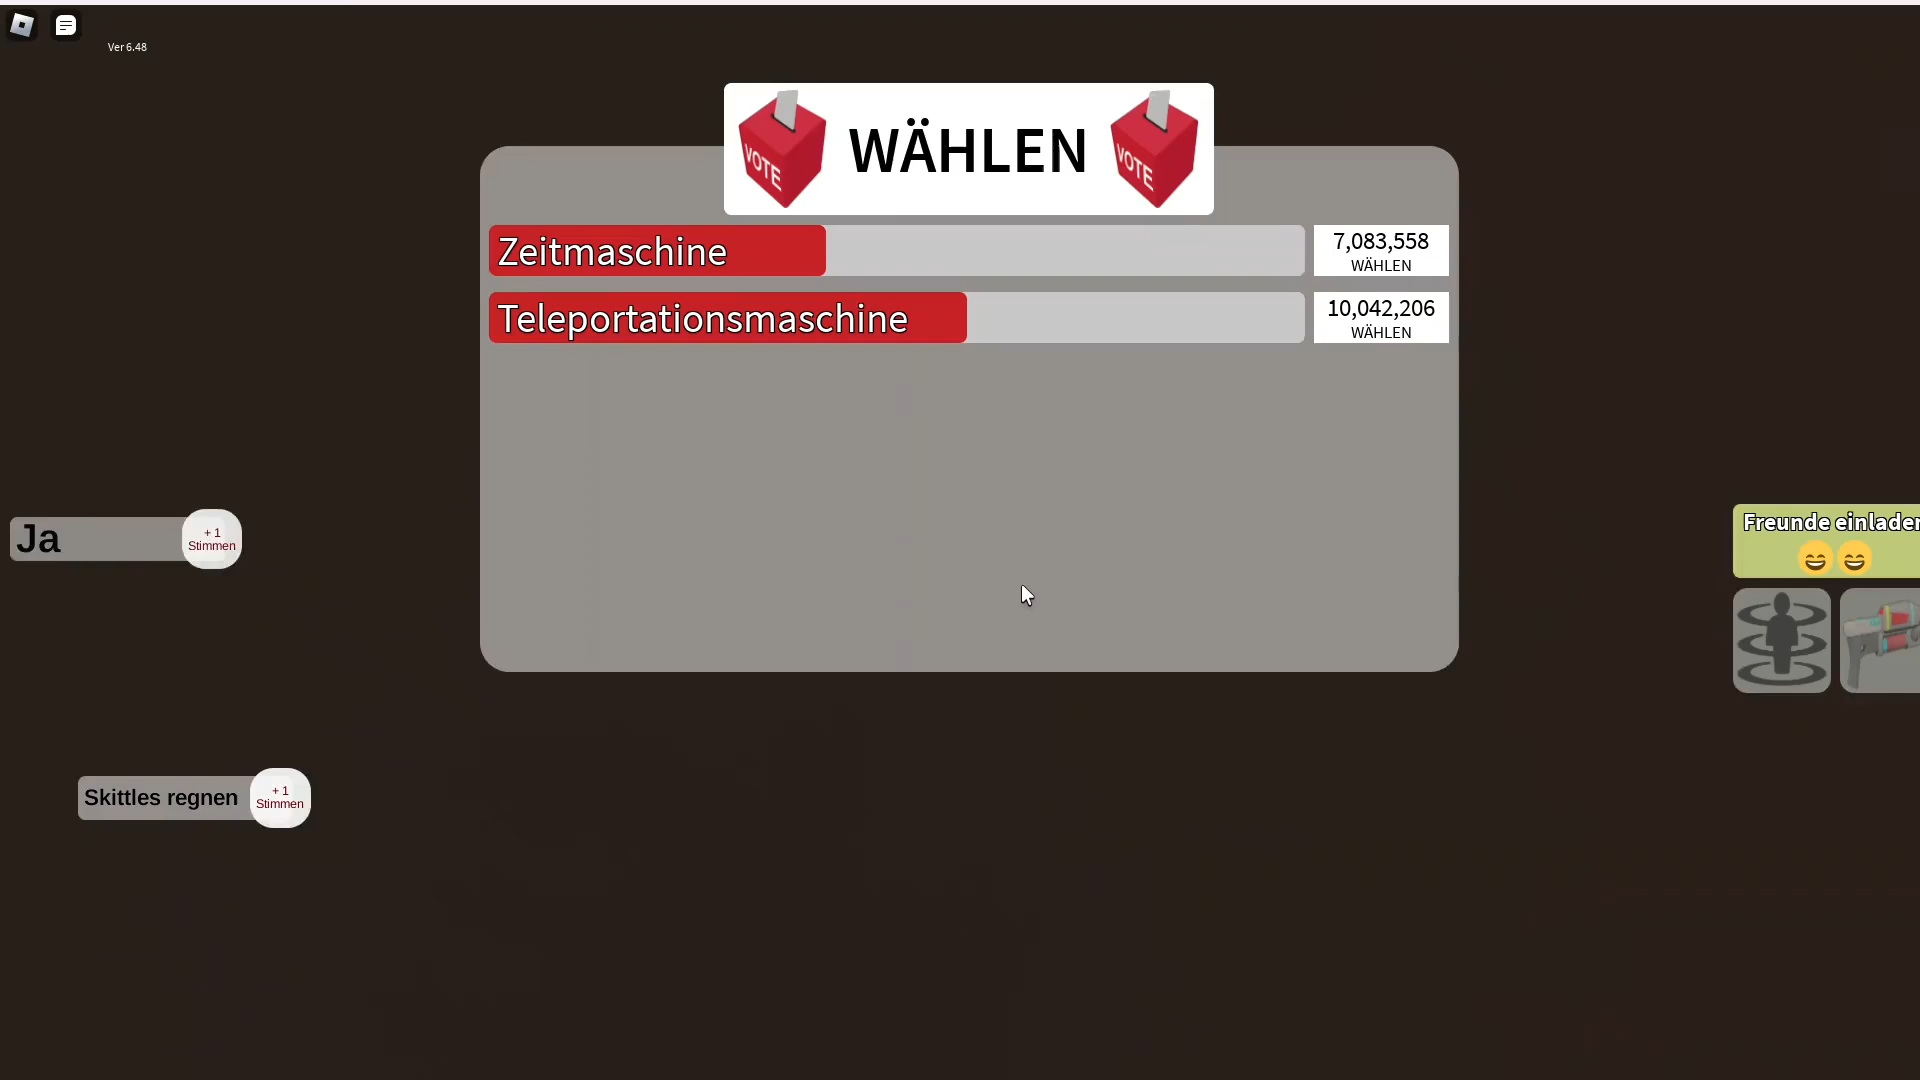 Ver 6.48
VOTE
WÄHLEN
VOTE
Zeitmaschine
7,083,558
WÄHLEN
Teleportationsmaschine
10,042,206
WÄHLEN
Ja
+ 1
Stimmen
Freunde einladen
Skittles regnen
+ 1
Stimmen